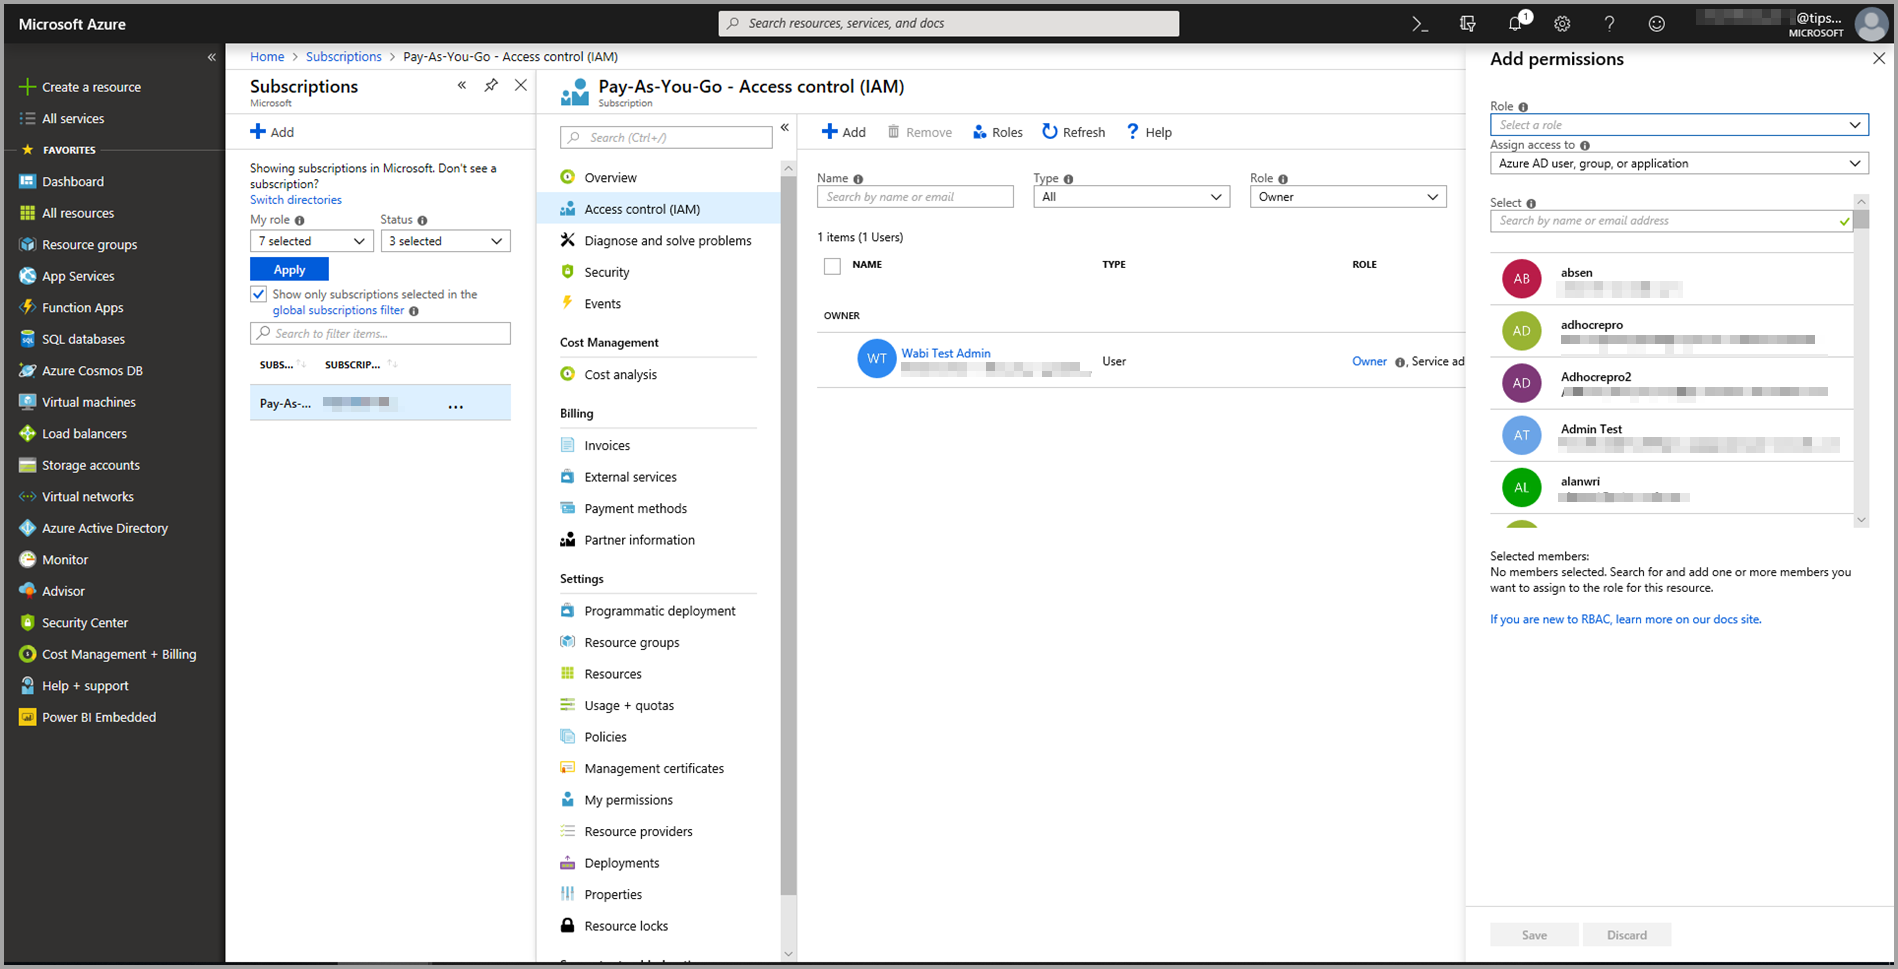 Microsoft Azure
Search resources, services, and docs
1
@tips...
MICROSOFT
Create a resource
All services
FAVORITES
Dashboard
All resources
Resource groups
App Services
Function Apps
SQL databases
Azure Cosmos DB
Virtual machines
Load balancers
Storage accounts
Virtual networks
Azure Active Directory
Monitor
Advisor
Security Center
Cost Management + Billing
Help + support
Power BI Embedded
Home > Subscriptions > Pay-As-You-Go - Access control (IAM)
Subscriptions
Microsoft
Add
Showing subscriptions in Microsoft. Don't see a
subscription?
Switch directories
My role
Status
7 selected
3 selected
Apply
Show only subscriptions selected in the
global subscriptions filter
Search to filter items...
SUBS...
SUBSCRIP...
Pay-As-...
...
Pay-As-You-Go - Access control (IAM)
Subscription
Search (Ctrl+/)
Overview
Access control (IAM)
Diagnose and solve problems
Security
Events
Cost Management
Cost analysis
Billing
Invoices
External services
Payment methods
Partner information
Settings
Programmatic deployment
Resource groups
Resources
Usage + quotas
Policies
Management certificates
My permissions
Resource providers
Deployments
Properties
Resource locks
Add
Remove
Roles
Refresh
Help
Name
Type
Role
Search by name or email
All
Owner
1 items (1 Users)
NAME
TYPE
ROLE
OWNER
WT
Wabi Test Admin
User
Owner , Service ad
Add permissions
Role
Select a role
Assign access to
Azure AD user, group, or application
Select
Search by name or email address
AB
absen
AD
adhocrepro
AD
Adhocrepro2
AT
Admin Test
AL
alanwri
Selected members:
No members selected. Search for and add one or more members you
want to assign to the role for this resource.
If you are new to RBAC, learn more on our docs site.
Save
Discard